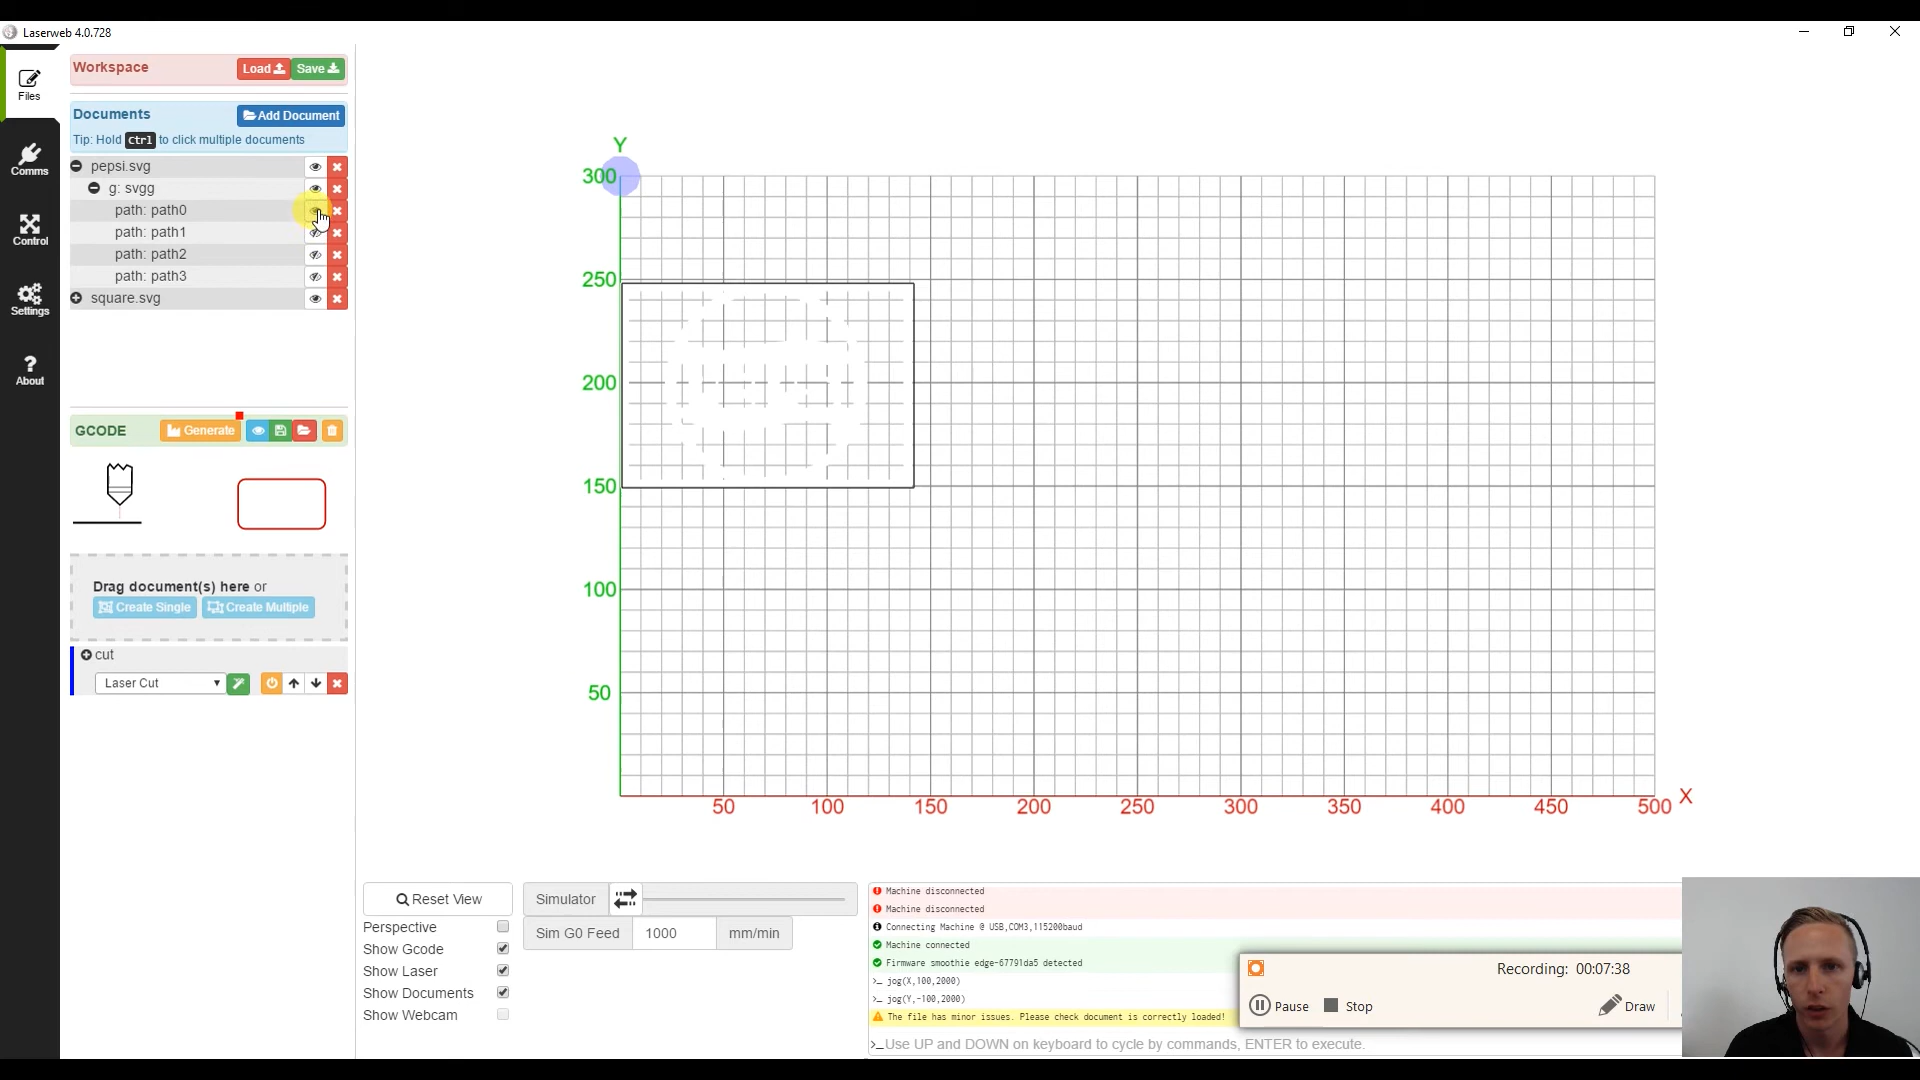 Laserweb 4.0.728
Files
Comms
Control
Settings
?
About
Workspace
Load
Save
Documents
Add Document
Tip: Hold Ctrl to click multiple documents
pepsi.svg
g: svgg
path: path0
path: path1
path: path2
path: path3
square.svg
GCODE
Generate
Drag document(s) here or
Create Single
Create Multiple
cut
Laser Cut
Y
300
250
200
150
100
50
50
100
150
200
250
300
350
400
450
500
X
Reset View
Perspective
Show Gcode
Show Laser
Show Documents
Show Webcam
Simulator
Sim G0 Feed
1000
mm/min
Machine disconnected
Machine disconnected
Connecting Machine @ USB,COM3,115200baud
Machine connected
Firmware smoothie edge-67791da5 detected
>_ jog(X,100,2000)
>_ jog(Y,-100,2000)
The file has minor issues. Please check document is correctly loaded!
>_Use UP and DOWN on keyboard to cycle by commands, ENTER to execute.
Recording: 00:07:38
Pause
Stop
Draw